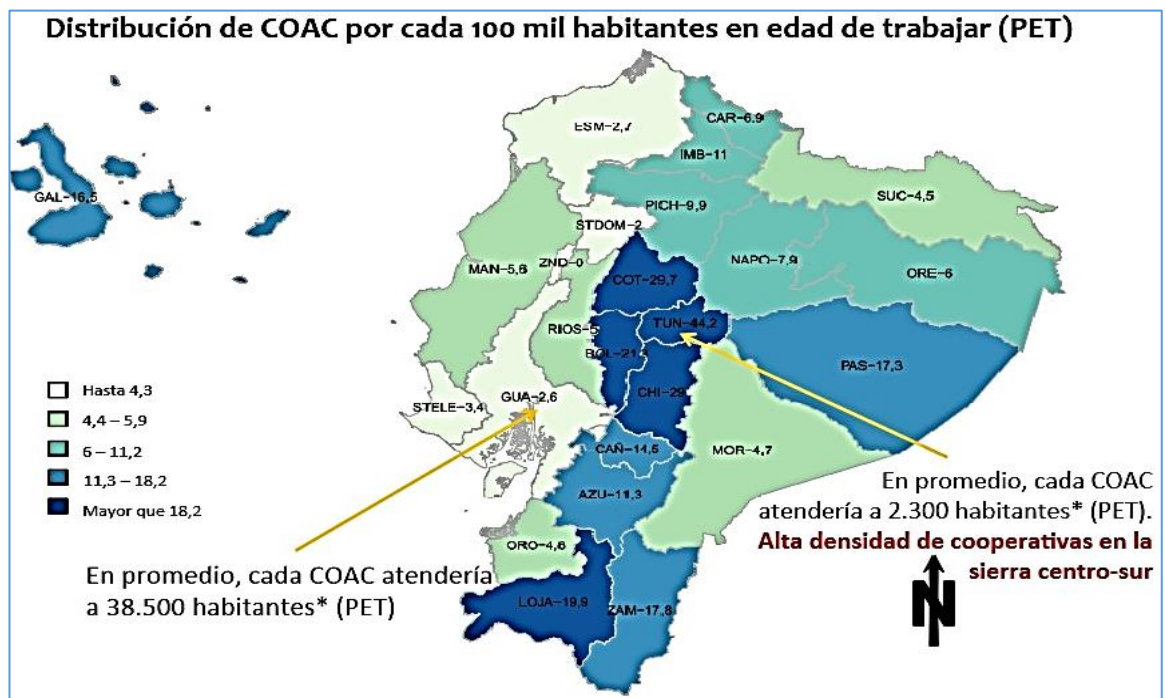 Distribución de COAC por cada 100 mil habitantes en edad de trabajar (PET)
ESM-2,7
CAR-6.9
IMB-11
GAL-16,5
PICH-9,9
SUC-4,5
STDOM-2
MAN-5,6
ZND-0
NAPO-7,9
ORE-6
COT-29,7
RIOS-5
TUN-44,2
BOL-21,3
PAS-17,3
CHI-29
GUA-2,6
STELE-3,4
Hasta 4,3
4,4 – 5,9
6 – 11,2
11,3 – 18,2
Mayor que 18,2
CAÑ-14,5
MOR-4,7
AZU-11,3
En promedio, cada COAC
atendería a 2.300 habitantes* (PET).
Alta densidad de cooperativas en la
sierra centro-sur
ORO-4,6
En promedio, cada COAC atendería
a 38.500 habitantes* (PET)
LOJA-19,9
ZAM-17,8
N